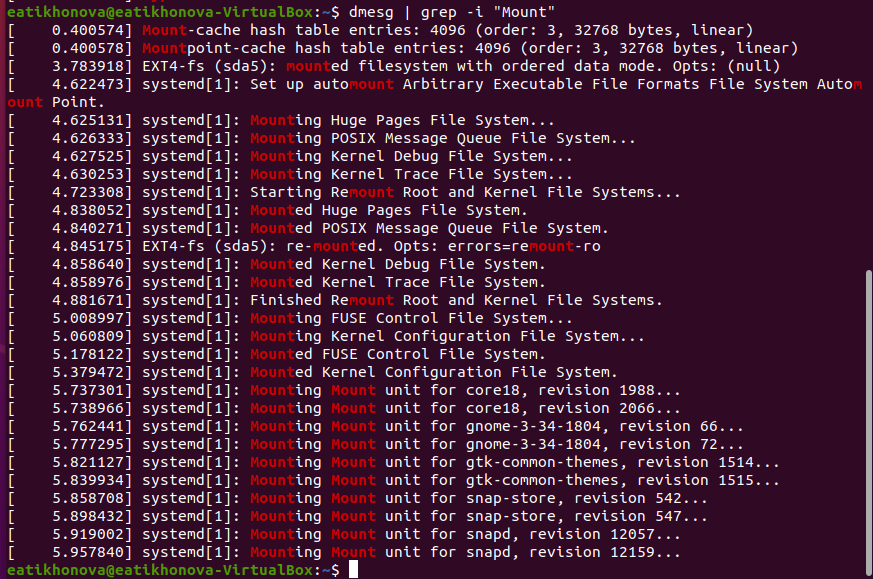 eatikhonova@eatikhonova-VirtualBox:~$ dmesg | grep -i "Mount"
[    0.400574] Mount-cache hash table entries: 4096 (order: 3, 32768 bytes, linear)
[    0.400578] Mountpoint-cache hash table entries: 4096 (order: 3, 32768 bytes, linear)
[    3.783918] EXT4-fs (sda5): mounted filesystem with ordered data mode. Opts: (null)
[    4.622473] systemd[1]: Set up automount Arbitrary Executable File Formats File System Autom
ount Point.
[    4.625131] systemd[1]: Mounting Huge Pages File System...
[    4.626333] systemd[1]: Mounting POSIX Message Queue File System...
[    4.627525] systemd[1]: Mounting Kernel Debug File System...
[    4.630253] systemd[1]: Mounting Kernel Trace File System...
[    4.723308] systemd[1]: Starting Remount Root and Kernel File Systems...
[    4.838052] systemd[1]: Mounted Huge Pages File System.
[    4.840271] systemd[1]: Mounted POSIX Message Queue File System.
[    4.845175] EXT4-fs (sda5): re-mounted. Opts: errors=remount-ro
[    4.858640] systemd[1]: Mounted Kernel Debug File System.
[    4.858976] systemd[1]: Mounted Kernel Trace File System.
[    4.881671] systemd[1]: Finished Remount Root and Kernel File Systems.
[    5.008997] systemd[1]: Mounting FUSE Control File System...
[    5.060809] systemd[1]: Mounting Kernel Configuration File System...
[    5.178122] systemd[1]: Mounted FUSE Control File System.
[    5.379472] systemd[1]: Mounted Kernel Configuration File System.
[    5.737301] systemd[1]: Mounting Mount unit for core18, revision 1988...
[    5.738966] systemd[1]: Mounting Mount unit for core18, revision 2066...
[    5.762441] systemd[1]: Mounting Mount unit for gnome-3-34-1804, revision 66...
[    5.777295] systemd[1]: Mounting Mount unit for gnome-3-34-1804, revision 72...
[    5.821127] systemd[1]: Mounting Mount unit for gtk-common-themes, revision 1514...
[    5.839934] systemd[1]: Mounting Mount unit for gtk-common-themes, revision 1515...
[    5.858708] systemd[1]: Mounting Mount unit for snap-store, revision 542...
[    5.898432] systemd[1]: Mounting Mount unit for snap-store, revision 547...
[    5.919002] systemd[1]: Mounting Mount unit for snapd, revision 12057...
[    5.957840] systemd[1]: Mounting Mount unit for snapd, revision 12159...
eatikhonova@eatikhonova-VirtualBox:~$